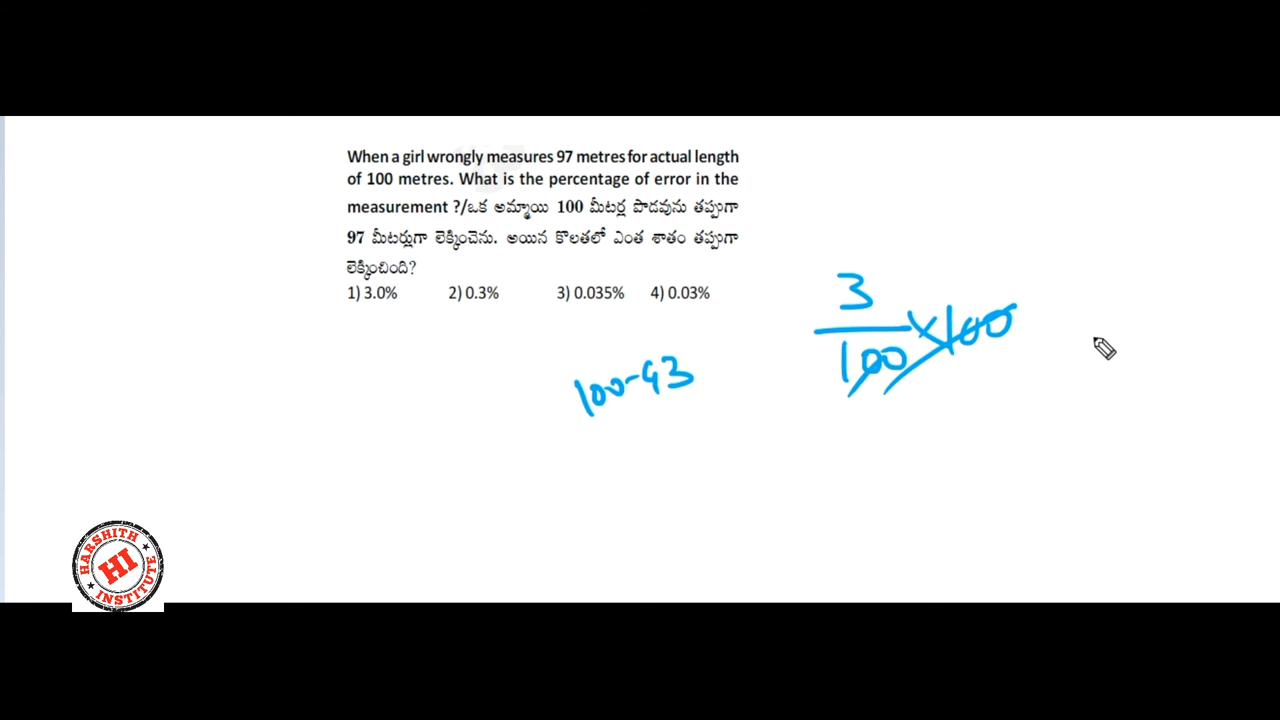 When a girl wrongly measures 97 metres for actual length
of 100 metres. What is the percentage of error in the
measurement ?/ఒక అమ్మాయి 100 మీటర్ల పొడవును తప్పుగా
97 మీటర్లుగా లెక్కించెను. అయిన కొలతలో ఎంత శాతం తప్పుగా
లెక్కించింది?
1) 3.0% 2) 0.3% 3) 0.035% 4) 0.03%
3
×100
100
100-93
HARSHITH
HI
INSTITUTE